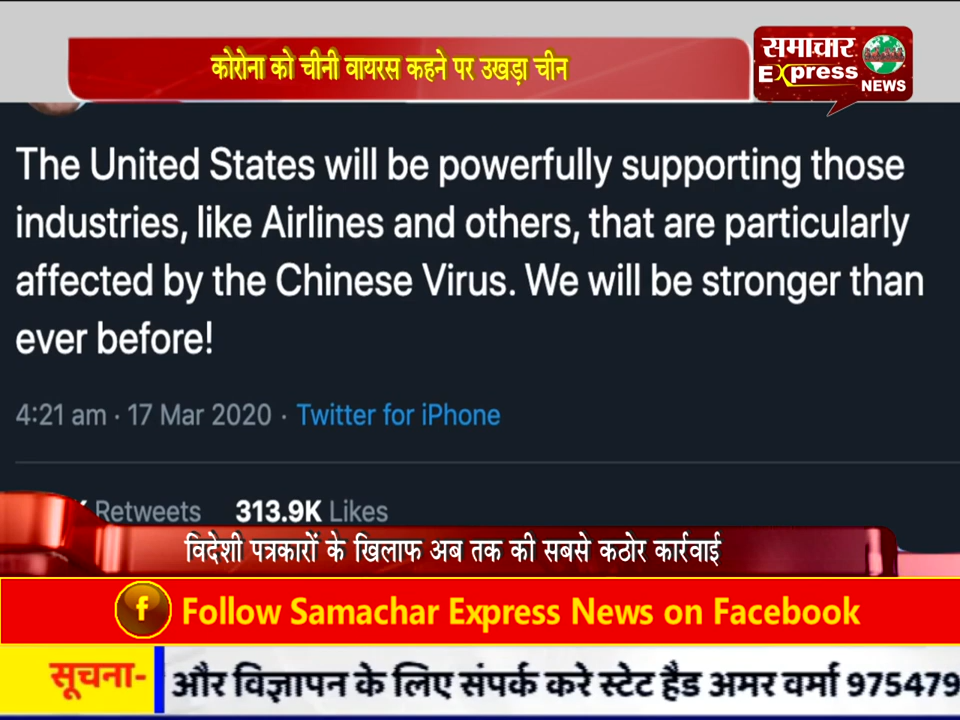 कोरोना को चीनी वायरस कहने पर उखड़ा चीन
समाचार
Express
NEWS
The United States will be powerfully supporting those
industries, like Airlines and others, that are particularly
affected by the Chinese Virus. We will be stronger than
ever before!
4:21 am · 17 Mar 2020 · Twitter for iPhone
Retweets 313.9K Likes
विदेशी पत्रकारों के खिलाफ अब तक की सबसे कठोर कार्रवाई
f Follow Samachar Express News on Facebook
सूचना- और विज्ञापन के लिए संपर्क करे स्टेट हैड अमर वर्मा 975479